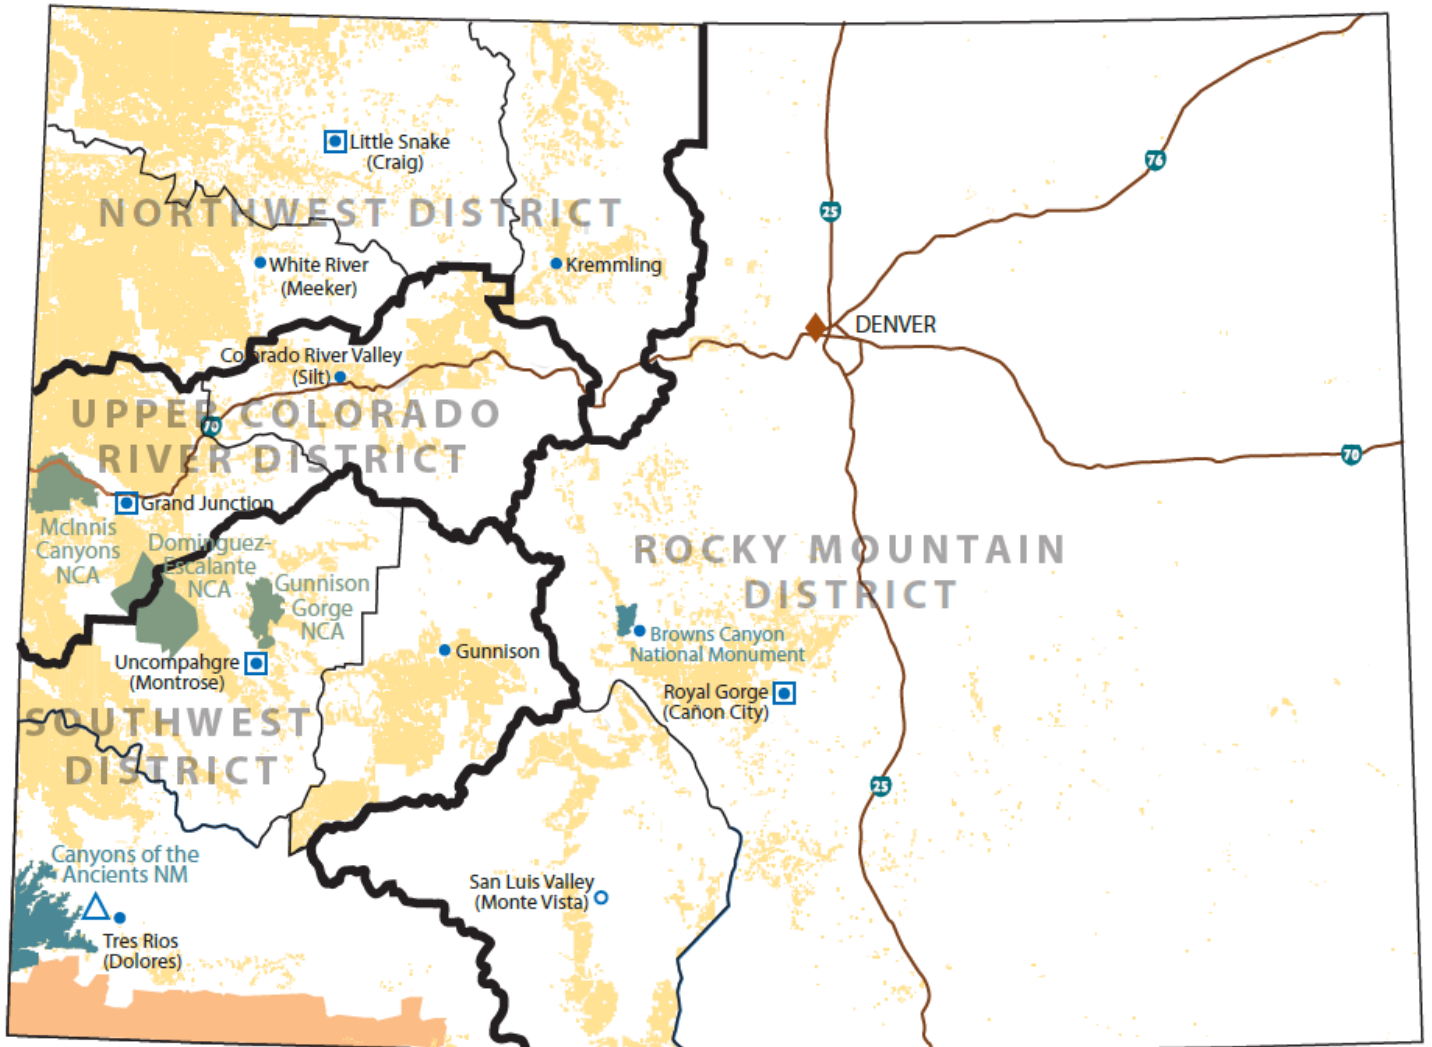 Little Snake
(Craig)
76
25
NORTHWEST DISTRICT
White River
(Meeker)
Kremmling
DENVER
Colorado River Valley
(Silt)
UPPER COLORADO
RIVER DISTRICT
70
70
Grand Junction
McInnis
Canyons
NCA
Dominguez-
Escalante
NCA
Gunnison
Gorge
NCA
ROCKY MOUNTAIN
DISTRICT
Browns Canyon
National Monument
Gunnison
Uncompahgre
(Montrose)
Royal Gorge
(Cañon City)
SOUTHWEST
DISTRICT
25
Canyons of the
Ancients NM
San Luis Valley
(Monte Vista)
Tres Rios
(Dolores)